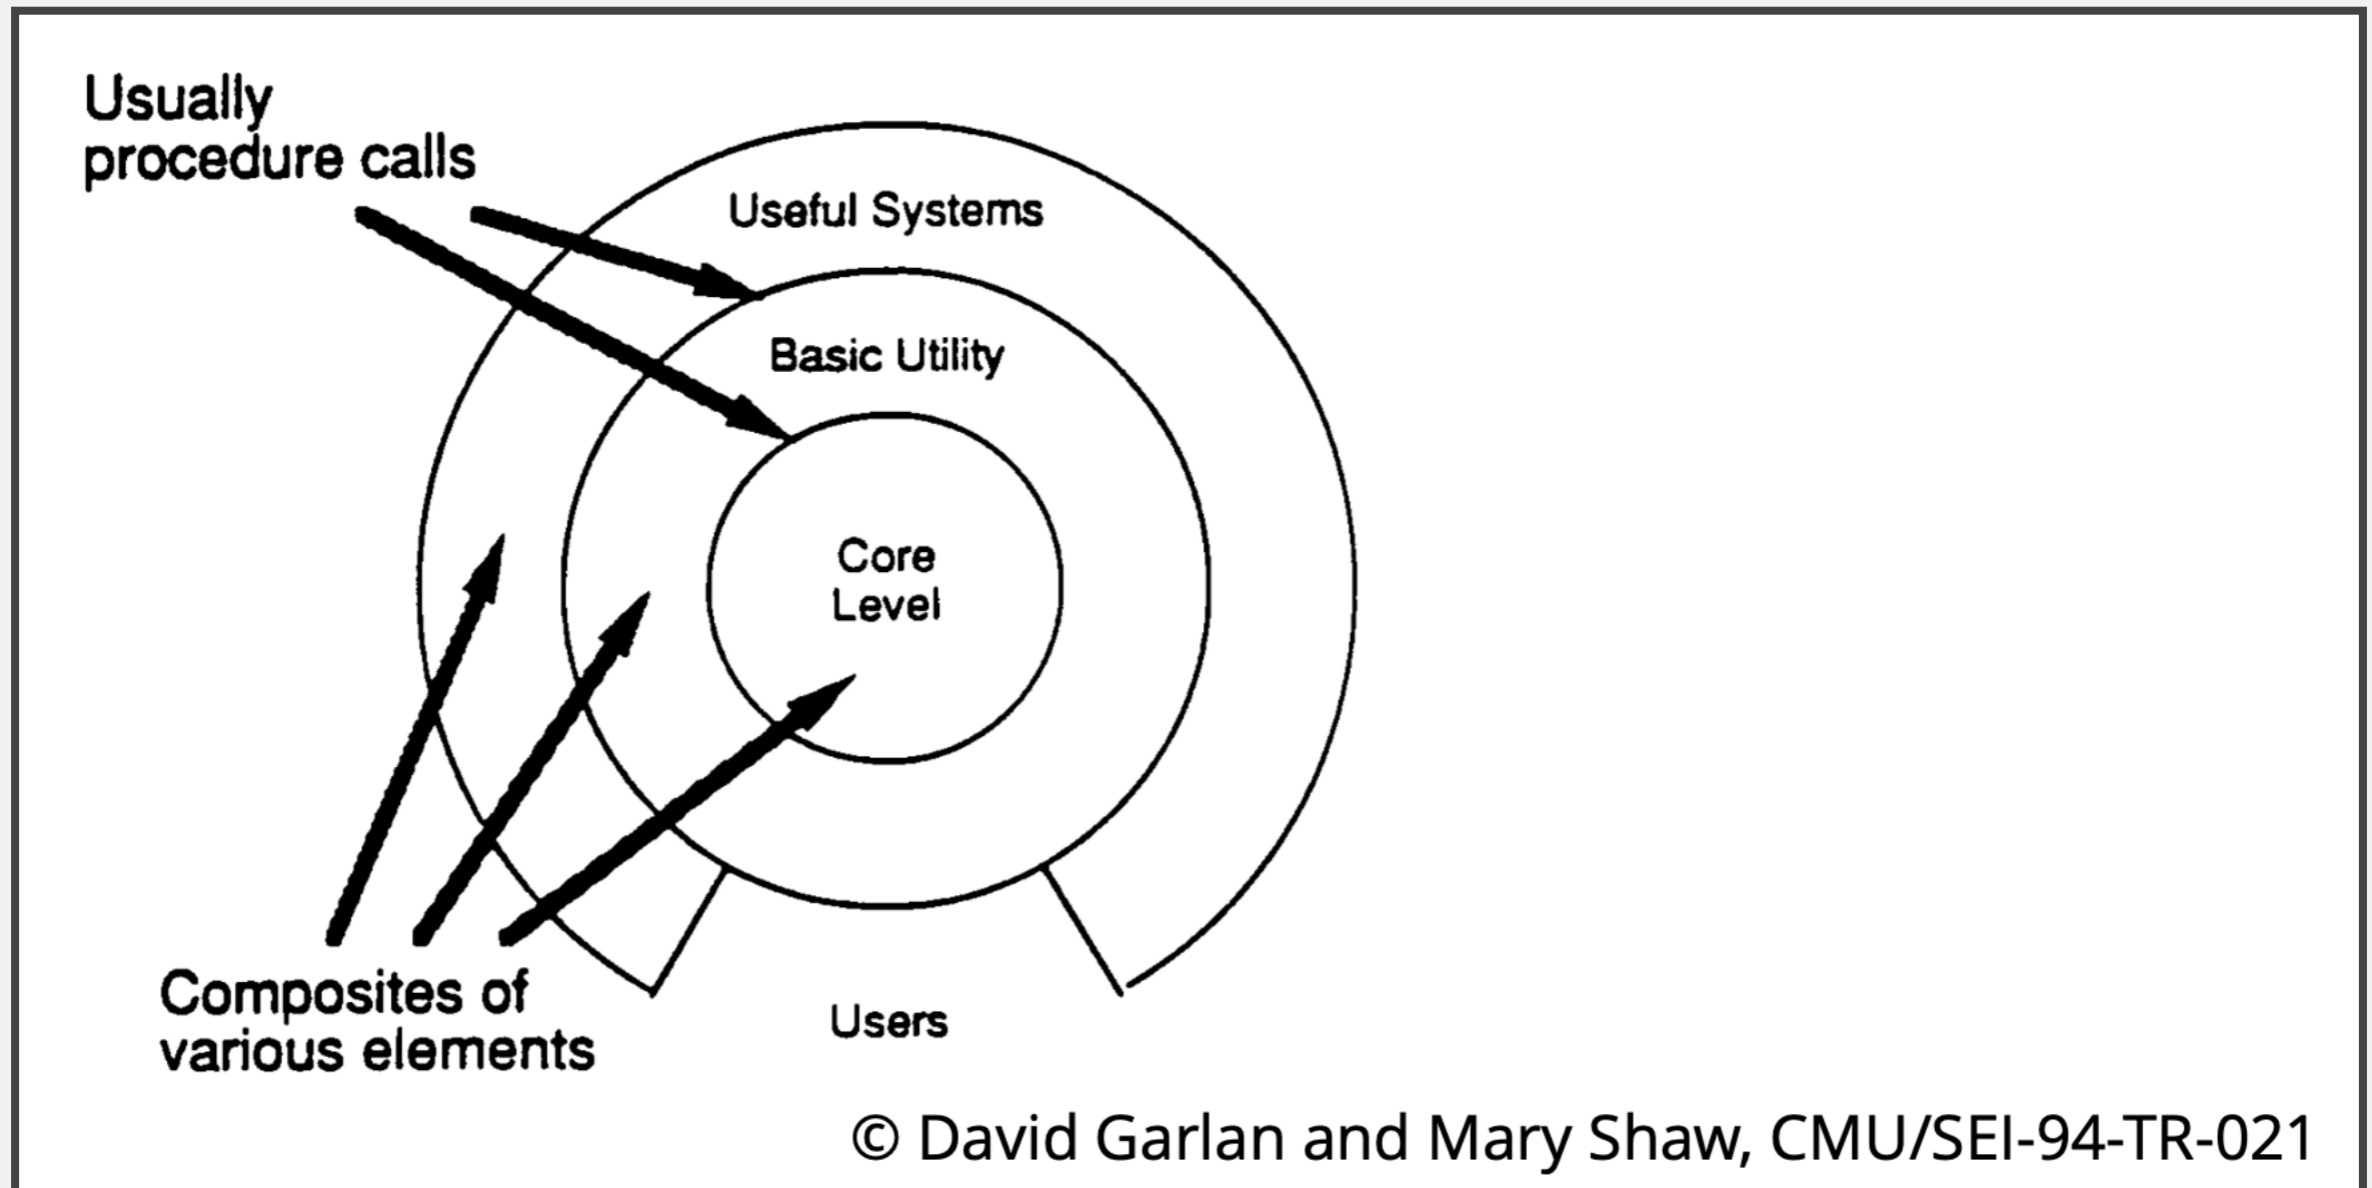 Usually
procedure calls
Useful Systems
Basic Utility
Core
Level
Composites of
various elements
Users
© David Garlan and Mary Shaw, CMU/SEI-94-TR-021